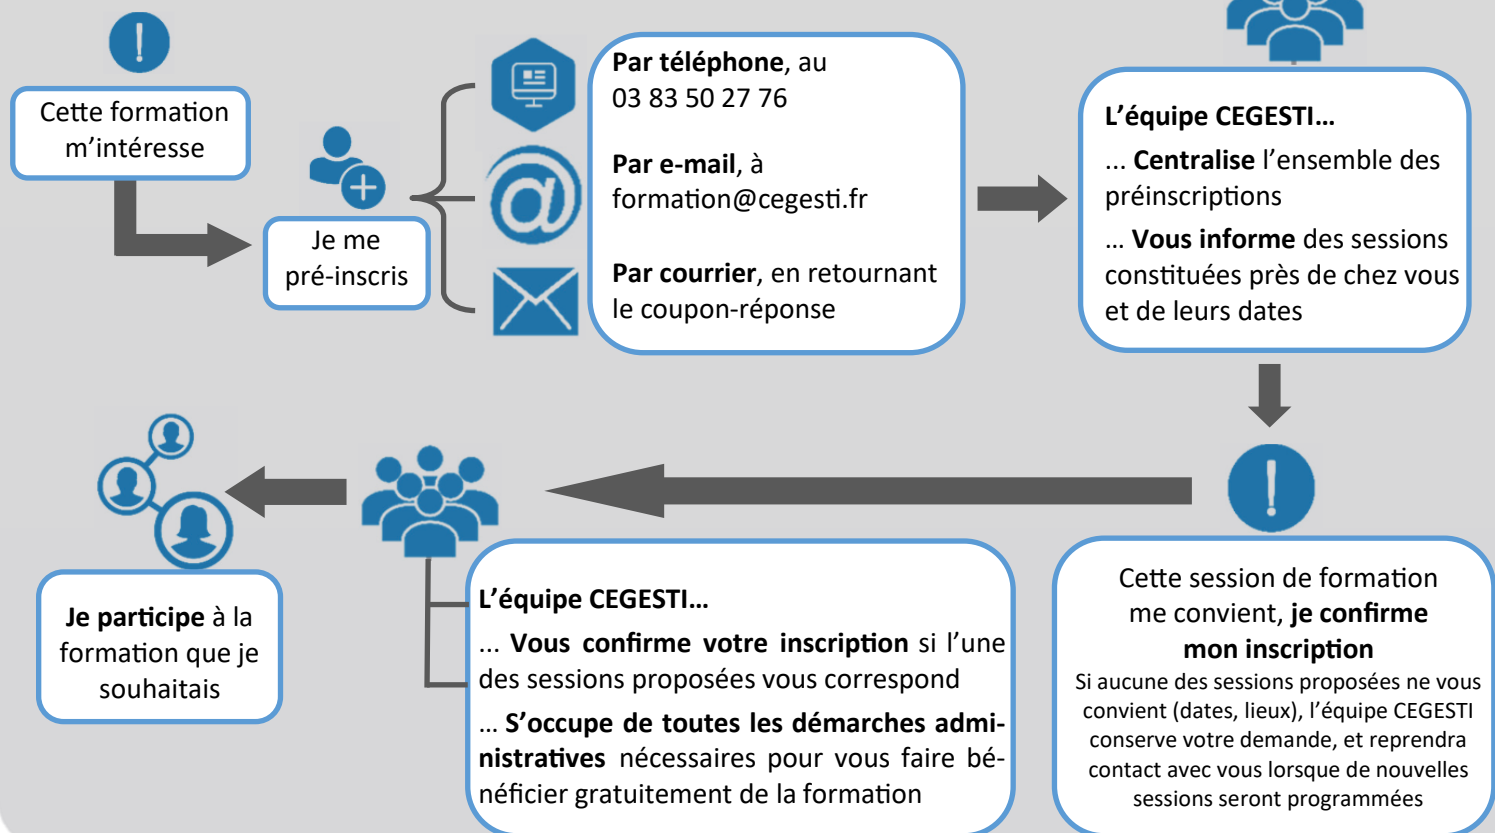 Cette formation
m’intéresse
Je me
pré-inscris
Par téléphone, au
03 83 50 27 76
Par e-mail, à
formation@cegesti.fr
Par courrier, en retournant
le coupon-réponse
L’équipe CEGESTI…
... Centralise l’ensemble des
préinscriptions
… Vous informe des sessions
constituées près de chez vous
et de leurs dates
Cette session de formation
me convient, je confirme
mon inscription
Si aucune des sessions proposées ne vous
convient (dates, lieux), l’équipe CEGESTI
conserve votre demande, et reprendra
contact avec vous lorsque de nouvelles
sessions seront programmées
L’équipe CEGESTI…
... Vous confirme votre inscription si l’une
des sessions proposées vous correspond
… S’occupe de toutes les démarches admi-
nistratives nécessaires pour vous faire bé-
néficier gratuitement de la formation
Je participe à la
formation que je
souhaitais